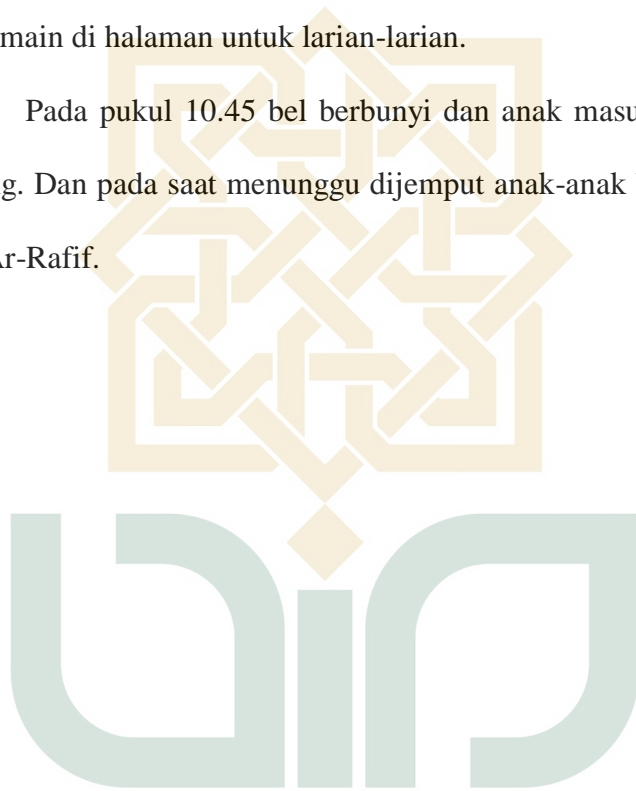 main di halaman untuk larian-larian.
Pada pukul 10.45 bel berbunyi dan anak
Dan pada saat menunggu dijemput anak-anak
Ar-Rafif.